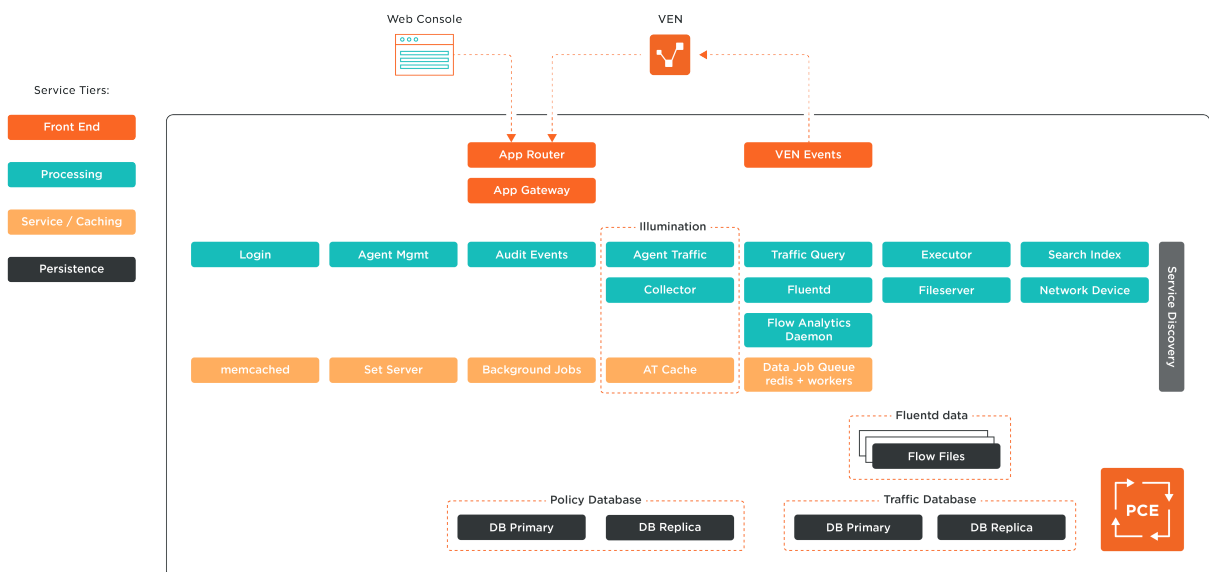 Web Console
VEN
Service Tiers:
Front End
Processing
Service / Caching
Persistence
App Router
VEN Events
App Gateway
Illumination
Login
Agent Mgmt
Audit Events
Agent Traffic
Traffic Query
Executor
Search Index
Collector
Fluentd
Fileserver
Network Device
Flow Analytics
Daemon
Service Discovery
memcached
Set Server
Background Jobs
AT Cache
Data Job Queue
redis + workers
Fluentd data
Flow Files
Policy Database
Traffic Database
DB Primary
DB Replica
DB Primary
DB Replica
PCE